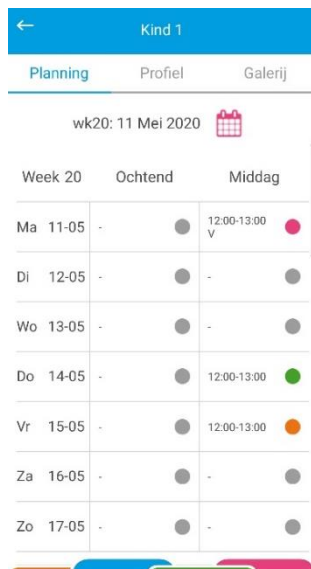 Kind 1
Planning Profiel Galerij
wk20: 11 Mei 2020
Week 20 Ochtend Middag
Ma 11-05 - 12:00-13:00
V
Di 12-05 - -
Wo 13-05 - -
Do 14-05 - 12:00-13:00
Vr 15-05 - 12:00-13:00
Za 16-05 - -
Zo 17-05 - -